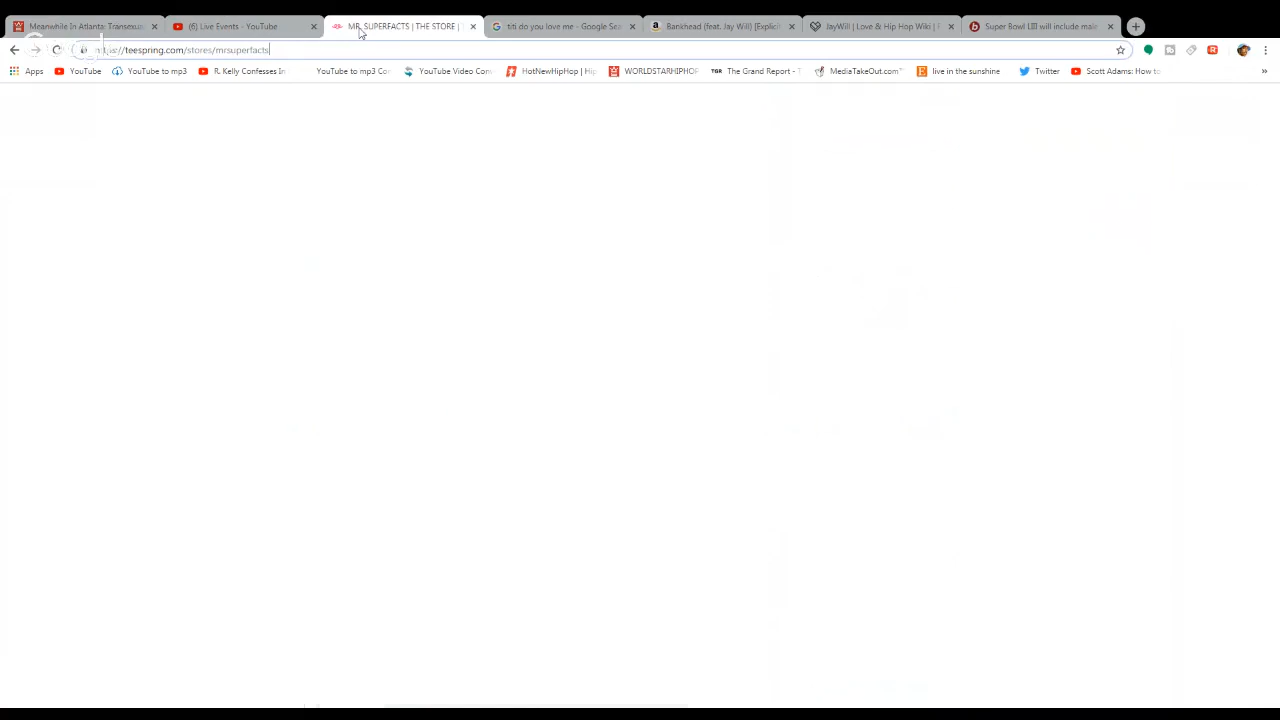 Meanwhile In Atlanta: Transexu
(6) Live Events - YouTube
MR. SUPERFACTS | THE STORE |
titi do you love me - Google Sea
Bankhead (feat. Jay Will) [Explicit
JayWill | Love & Hip Hop Wiki | F
Super Bowl LIII will include male
://teespring.com/stores/mrsuperfacts
Apps
YouTube
YouTube to mp3
R. Kelly Confesses In
YouTube to mp3 Co
YouTube Video Con
HotNewHipHop | Hip
WORLDSTARHIPHOP
TGR
The Grand Report - T
MediaTakeOut.com™
live in the sunshine
Twitter
Scott Adams: How to